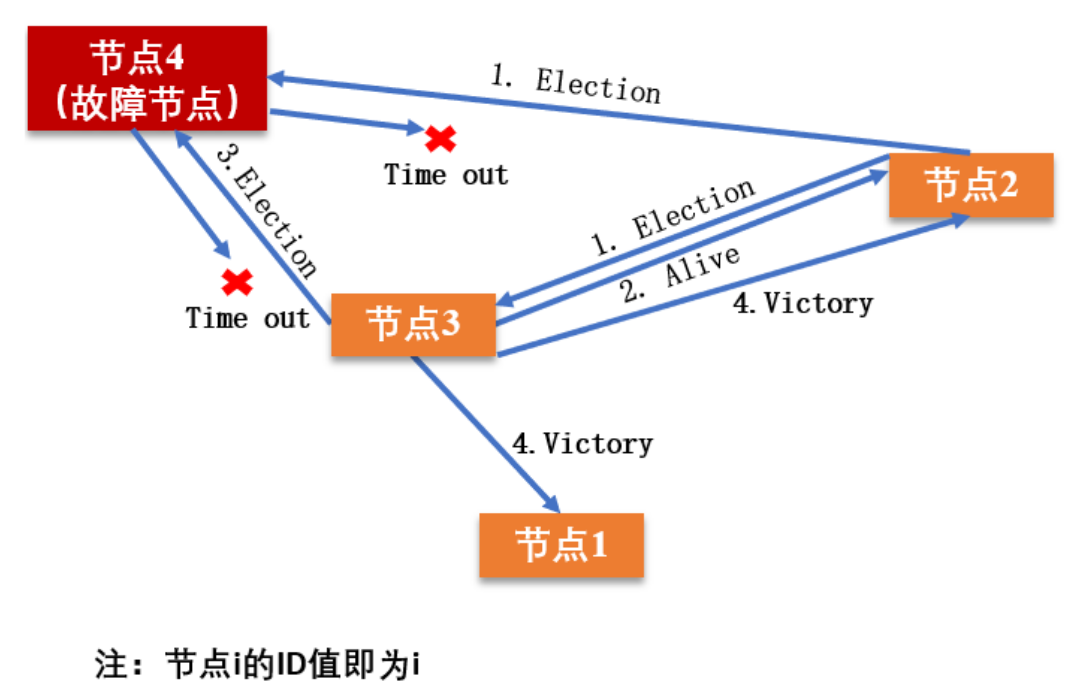 节点4
(故障节点)
1. Election
Time out
节点2
3.Election
1. Election
2. Alive
4.Victory
Time out
节点3
4.Victory
节点1
注：节点i的ID值即为i